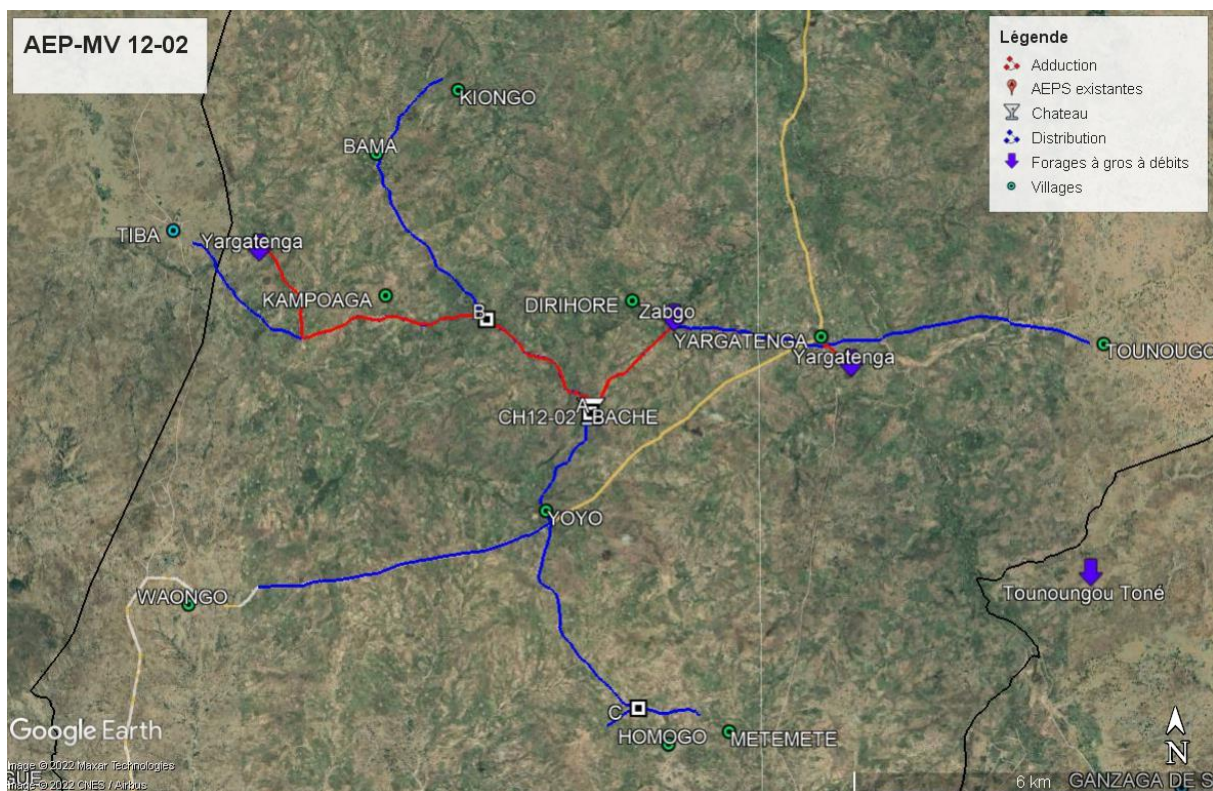 AEP-MV 12-02
Légende
Adduction
AEPS existantes
Chateau
Distribution
Forages à gros à débits
Villages
KIONGO
BAMA
TIBA
Yargatenga
KAMPOAGA
B
DIRIHORE
Zabgo
YARGATENGA
Yargatenga
TOUNOUGO
A
CH12-02
BACHE
YOYO
WAONGO
Tounoungou Toné
C
HOMOGO
METEMETE
Google Earth
N
Image © 2022 Maxar Technologies
Image © 2022 CNES / Airbus
6 km
GANZAGA DE S